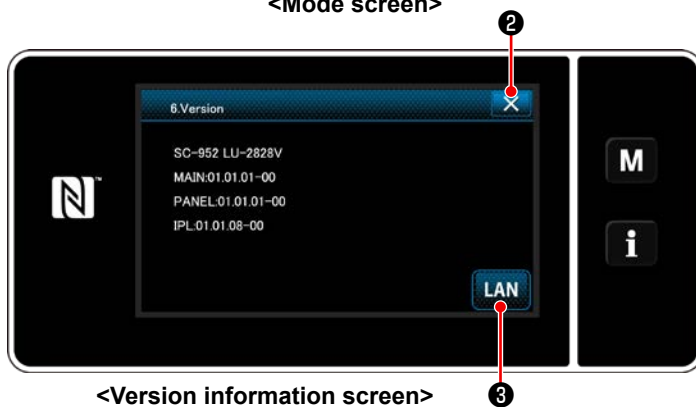 <Mode screen>
❷
6.Version
SC-952 LU-2828V
MAIN:01.01.01-00
PANEL:01.01.01-00
IPL:01.01.08-00
LAN
M
i
<Version information screen>
❸